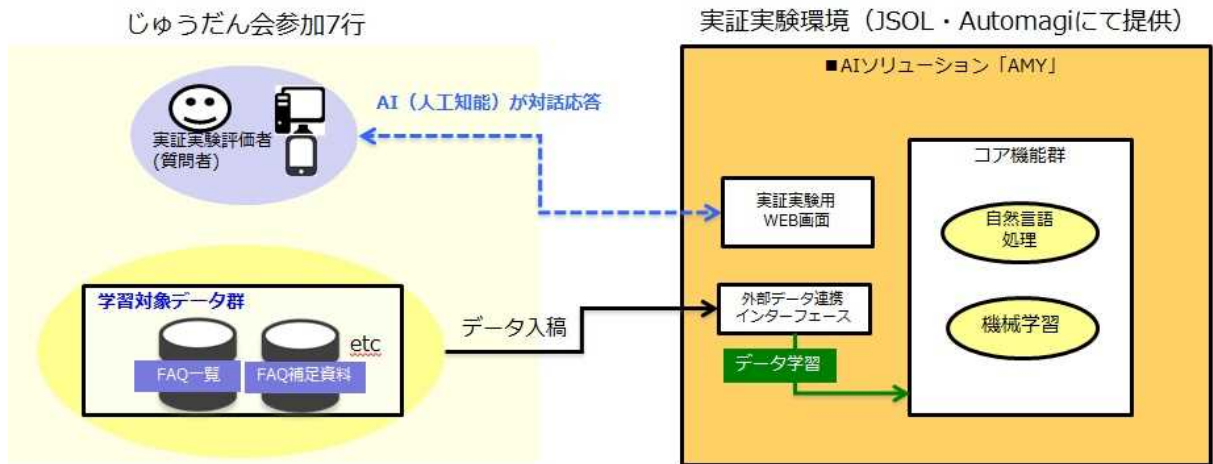 じゅうだん会参加7行
実証実験評価者
(質問者)
AI（人工知能）が対話応答
学習対象データ群
FAQ一覧
FAQ補足資料
etc
データ入稿
実証実験環境（JSOL・Automagiにて提供）
■AIソリューション「AMY」
実証実験用
WEB画面
外部データ連携
インターフェース
データ学習
コア機能群
自然言語
処理
機械学習